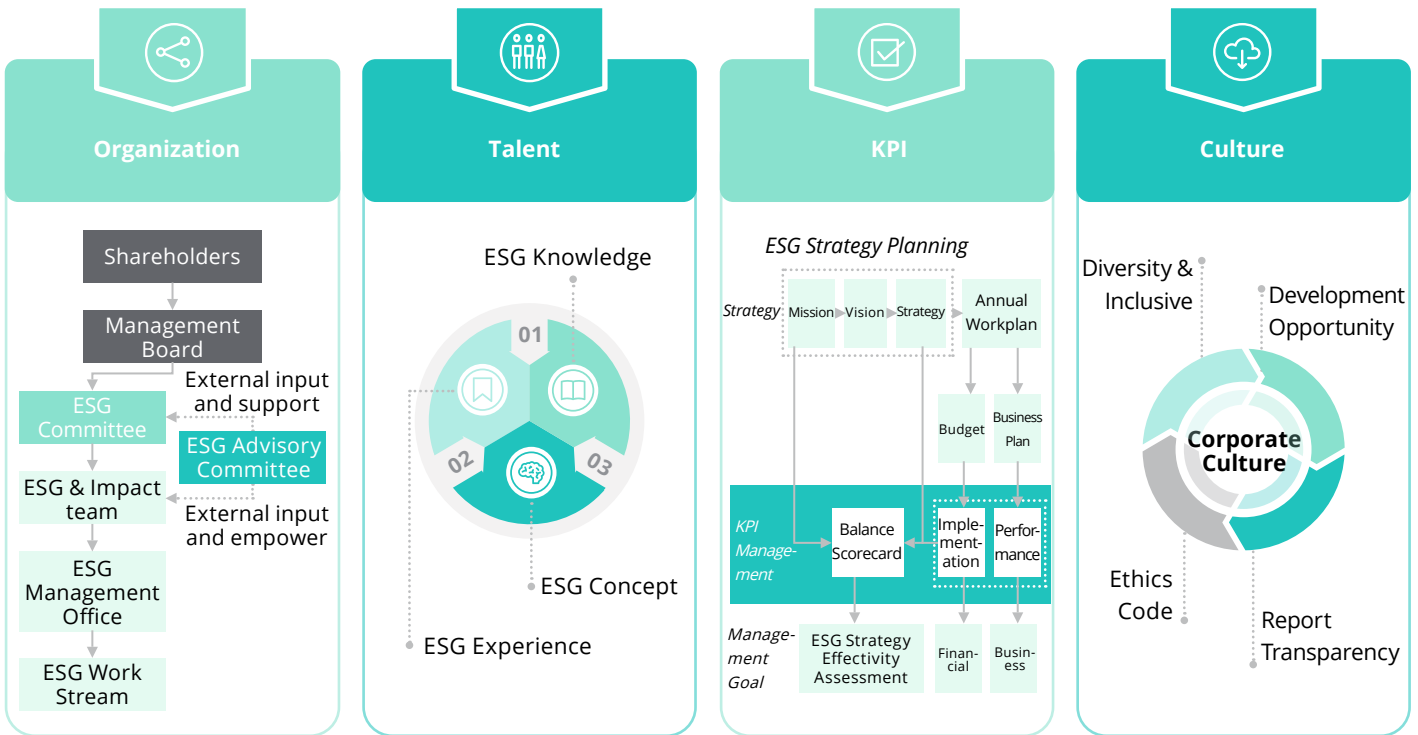 Organization
Shareholders
Management
Board
External input
and support
ESG
Committee
ESG Advisory
Committee
ESG & Impact
team
External input
and empower
ESG
Management
Office
ESG Work
Stream
Talent
ESG Knowledge
01
02
03
ESG Concept
ESG Experience
KPI
ESG Strategy Planning
Strategy
Mission
Vision
Strategy
Annual
Workplan
Budget
Business
Plan
KPI
Manage-
ment
Balance
Scorecard
Imple-
ment-
ation
Perfor-
mance
Manage-
ment
Goal
ESG Strategy
Effectivity
Assessment
Finan-
cial
Busin-
ess
Culture
Diversity &
Inclusive
Development
Opportunity
Corporate
Culture
Ethics
Code
Report
Transparency